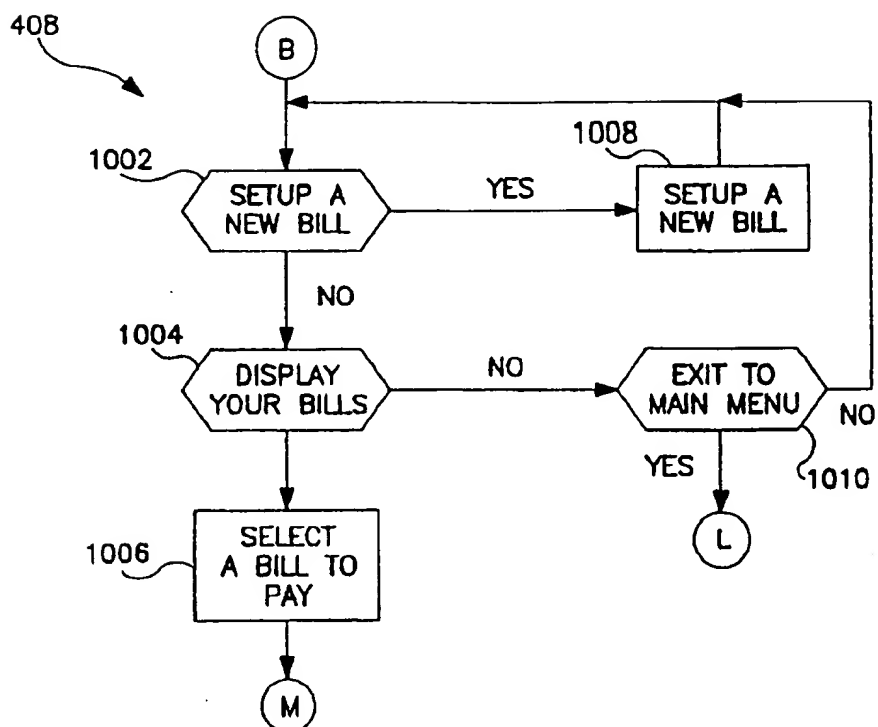 408
B
1002
SETUP A
NEW BILL
YES
1008
SETUP A
NEW BILL
NO
1004
DISPLAY
YOUR BILLS
NO
EXIT TO
MAIN MENU
NO
YES
1010
L
1006
SELECT
A BILL TO
PAY
M